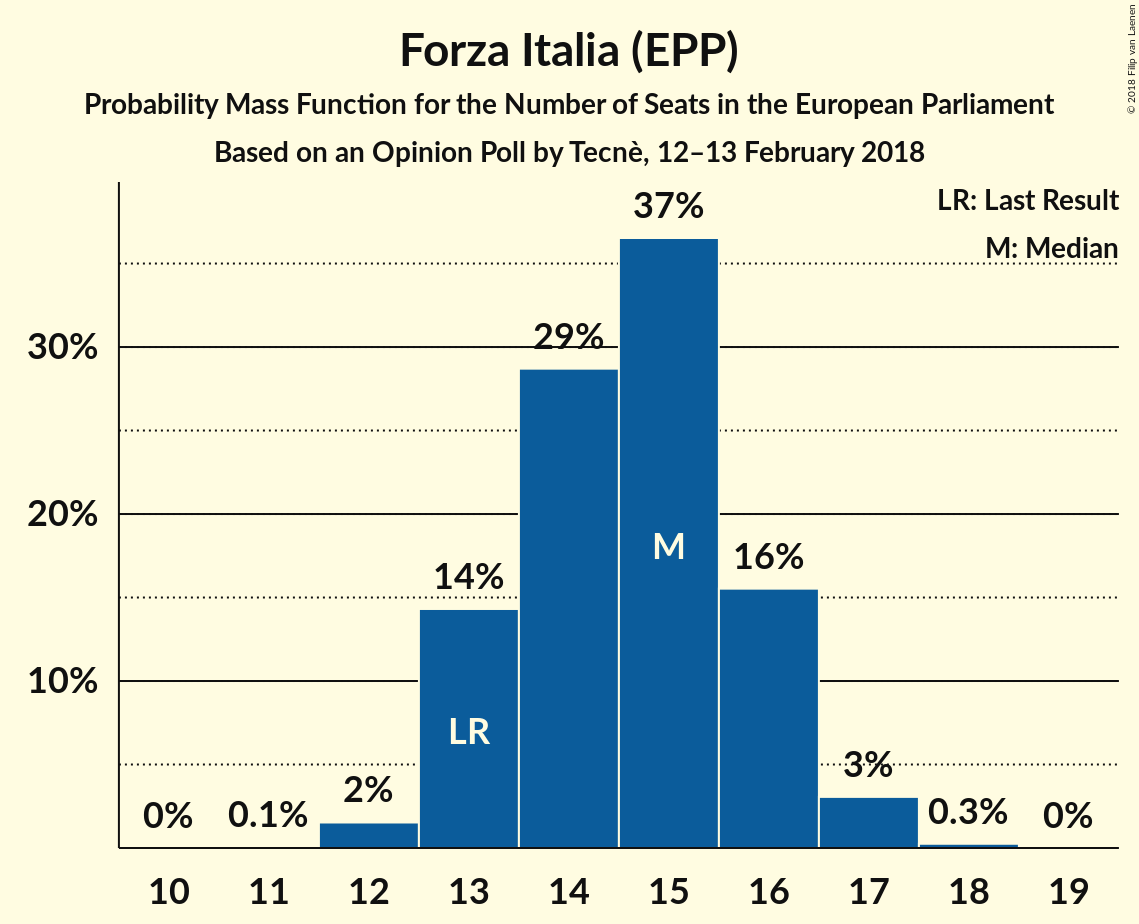 Forza Italia (EPP)
Probability Mass Function for the Number of Seats in the European Parliament
Based on an Opinion Poll by Tecnè, 12–13 February 2018
© 2018 Filip van Laenen
LR: Last Result
M: Median
37%
29%
30%
20%
M
16%
14%
10%
LR
3%
2%
0%
0.1%
0.3%
0%
10 11 12 13 14 15 16 17 18 19